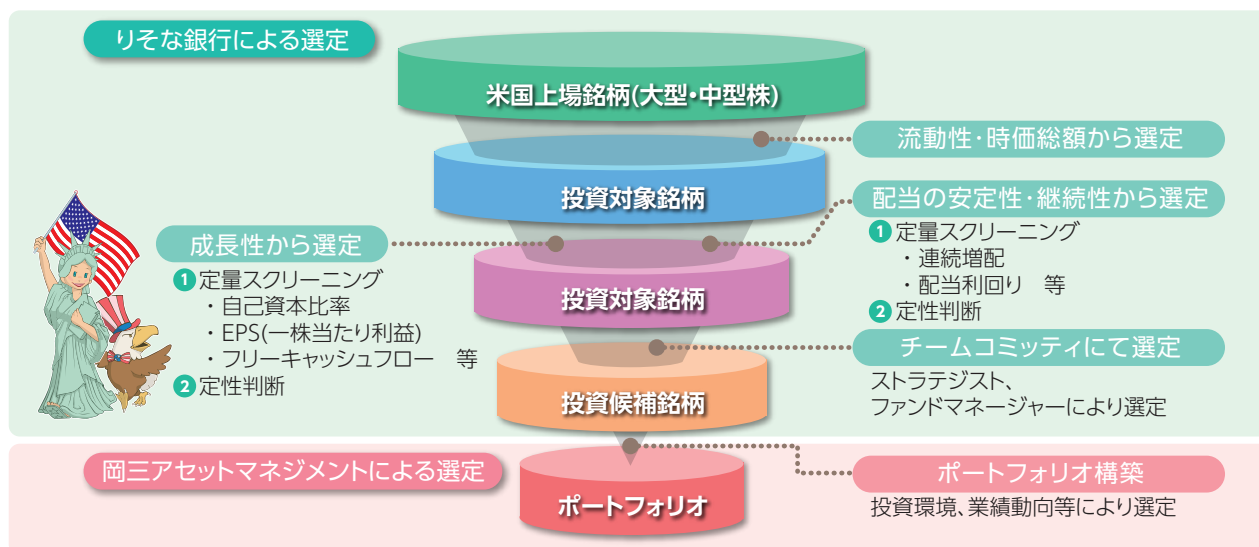 りそな銀行による選定
米国上場銘柄(大型・中型株)
流動性・時価総額から選定
投資対象銘柄
配当の安定性・継続性から選定
1 定量スクリーニング
・連続増配
・配当利回り 等
2 定性判断
成長性から選定
1 定量スクリーニング
・自己資本比率
・EPS(一株当たり利益)
・フリーキャッシュフロー 等
2 定性判断
投資対象銘柄
チームコミッティにて選定
ストラテジスト、
ファンドマネージャーにより選定
投資候補銘柄
岡三アセットマネジメントによる選定
ポートフォリオ構築
投資環境、業績動向等により選定
ポートフォリオ